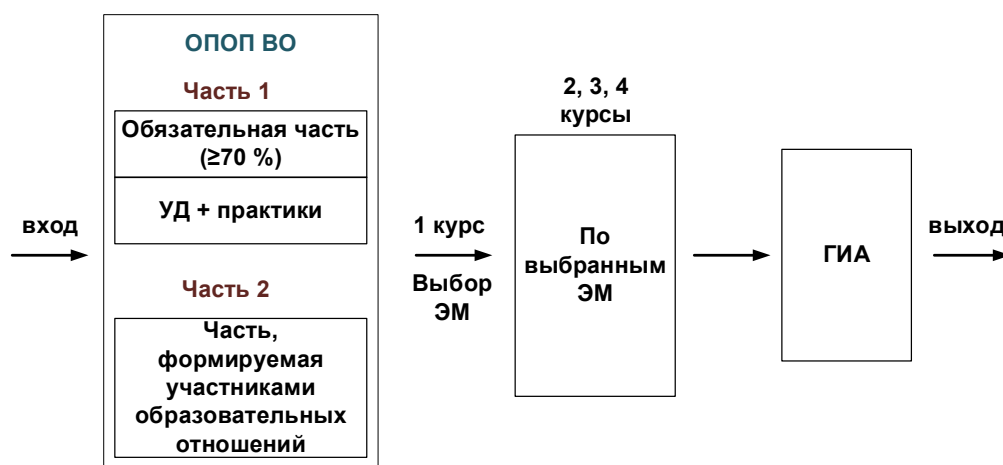 вход
ОПОП ВО
Часть 1
Обязательная часть
(≥70 %)
УД + практики
Часть 2
Часть,
формируемая
участниками
образовательных
отношений
1 курс
Выбор
ЭМ
2, 3, 4
курсы
По
выбранным
ЭМ
ГИА
выход